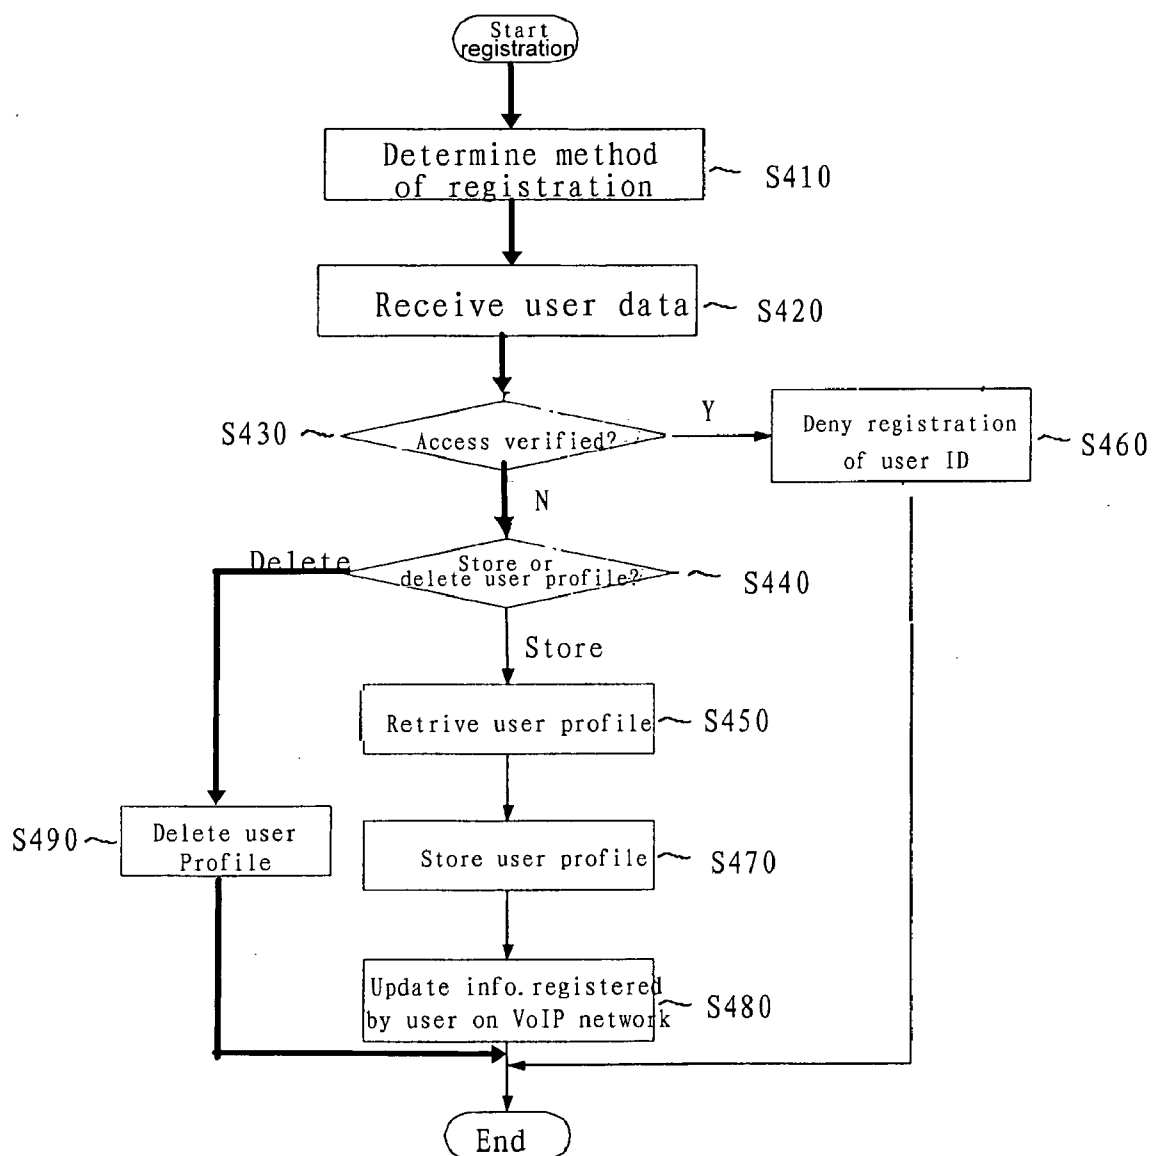 Start
registration
Determine method
of registration
S410
Receive user data
S420
S430
Access verified?
Y
Deny registration
of user ID
S460
N
Delete
Store or
delete user profile?
S440
Store
Retrive user profile
S450
S490
Delete user
Profile
Store user profile
S470
Update info.registered
by user on VoIP network
S480
End